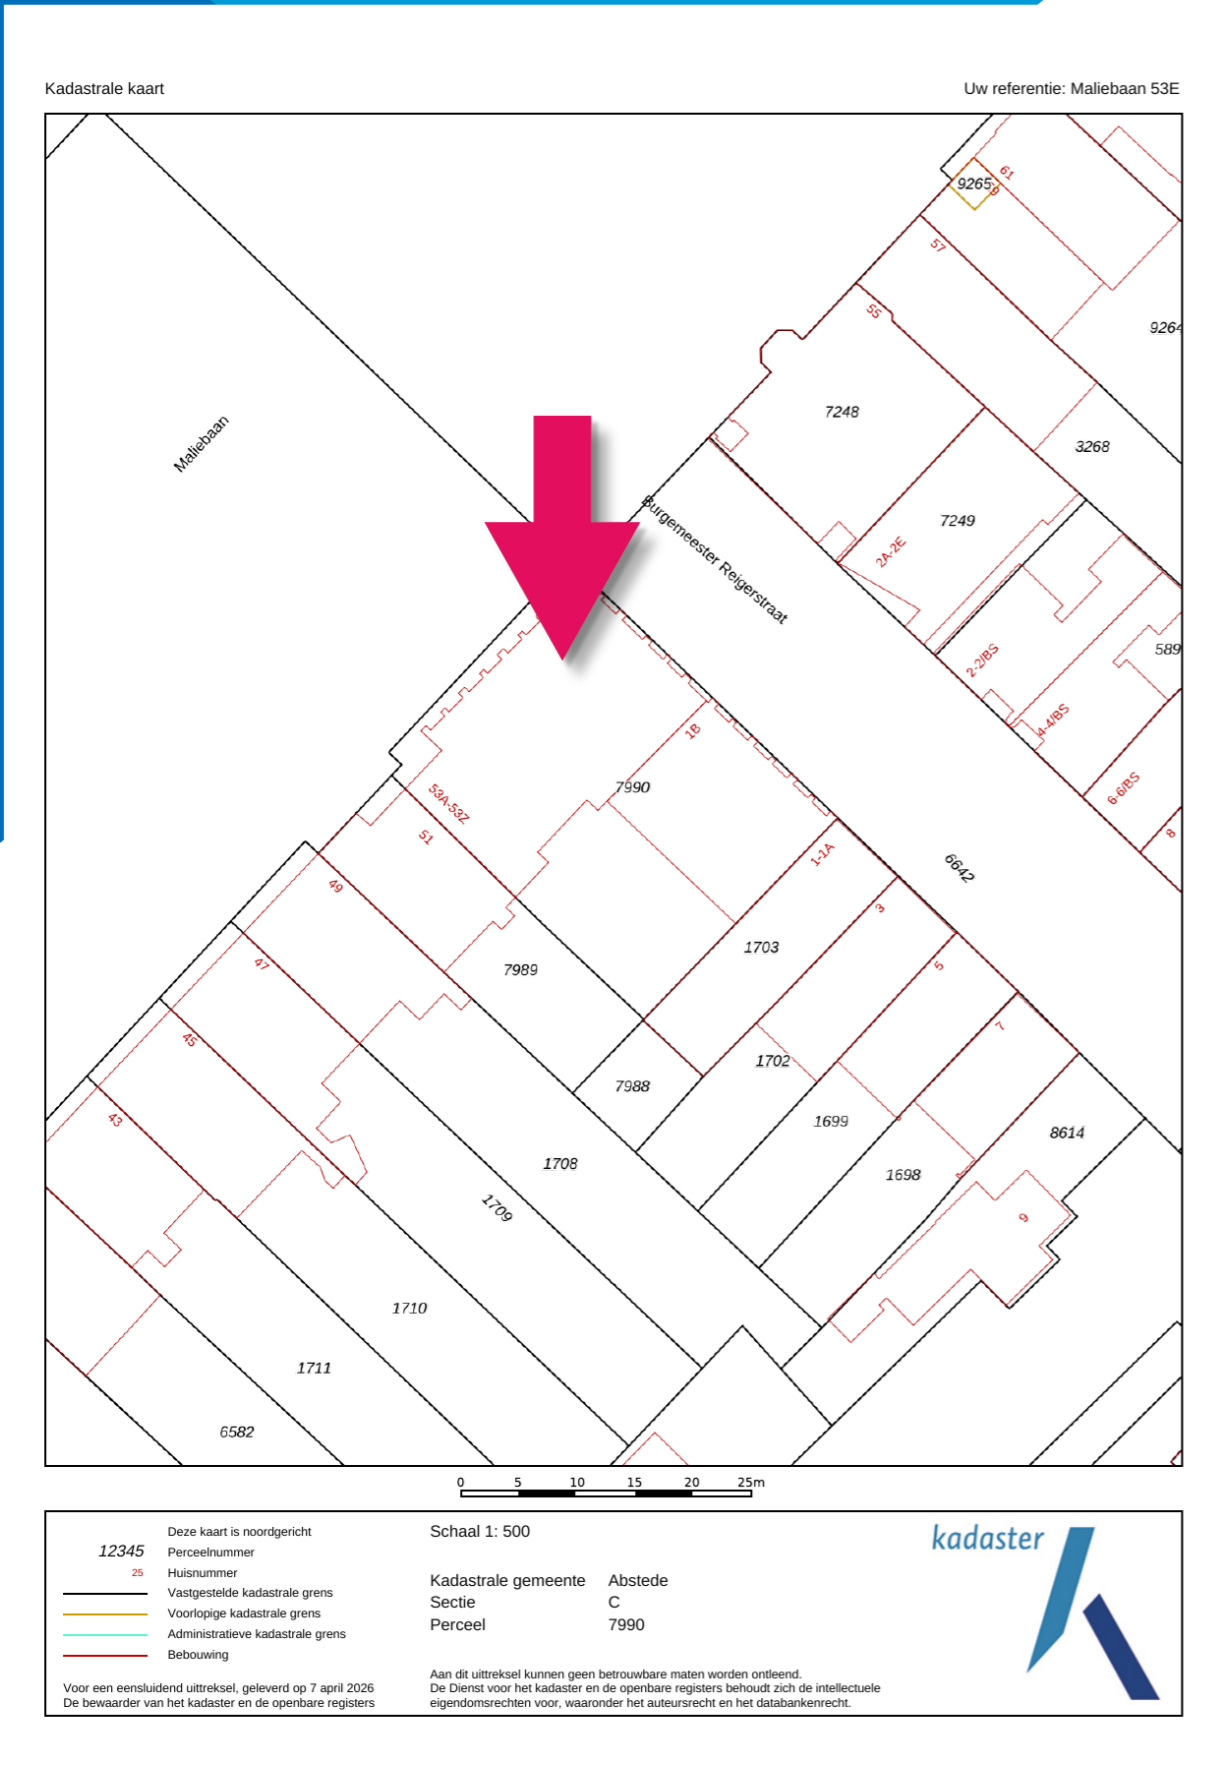 Kadastrale kaart
Uw referentie: Maliebaan 53E
61
9265
57
9264
55
7248
Maliebaan
3268
Burgemeester Reigerstraat
7249
2A-2E
2-2/BS
589
4-4/BS
1B
7990
6-6/BS
53A-53Z
8
51
1-1A
6642
49
3
1703
47
7989
5
7
45
1702
7988
43
1699
8614
1708
1698
1709
9
1710
1711
6582
0 5 10 15 20 25m
Deze kaart is noordgericht
12345 Perceelnummer
25 Huisnummer
Vastgestelde kadastrale grens
Voorlopige kadastrale grens
Administratieve kadastrale grens
Bebouwing
Voor een eensluidend uittreksel, geleverd op 7 april 2026
De bewaarder van het kadaster en de openbare registers
Schaal 1: 500
Kadastrale gemeente Abstede
Sectie C
Perceel 7990
Aan dit uittreksel kunnen geen betrouwbare maten worden ontleend.
De Dienst voor het kadaster en de openbare registers behoudt zich de intellectuele
eigendomsrechten voor, waaronder het auteursrecht en het databankenrecht.
kadaster